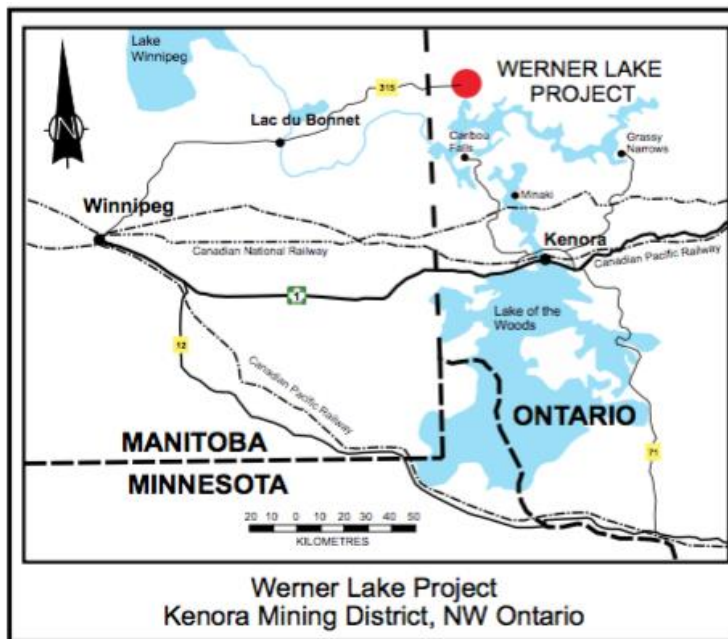 Lake
Winnipeg
WERNER LAKE
PROJECT
315
Lac du Bonnet
Caribou
Falls
Grassy
Narrows
N
Minaki
Winnipeg
Kenora
Canadian National Railway
Canadian Pacific Railway
1
Lake of the
Woods
12
Canadian Pacific Railway
ONTARIO
MANITOBA
71
MINNESOTA
20 10 0 10 20 30 40 50
KILOMETRES
Werner Lake Project
Kenora Mining District, NW Ontario